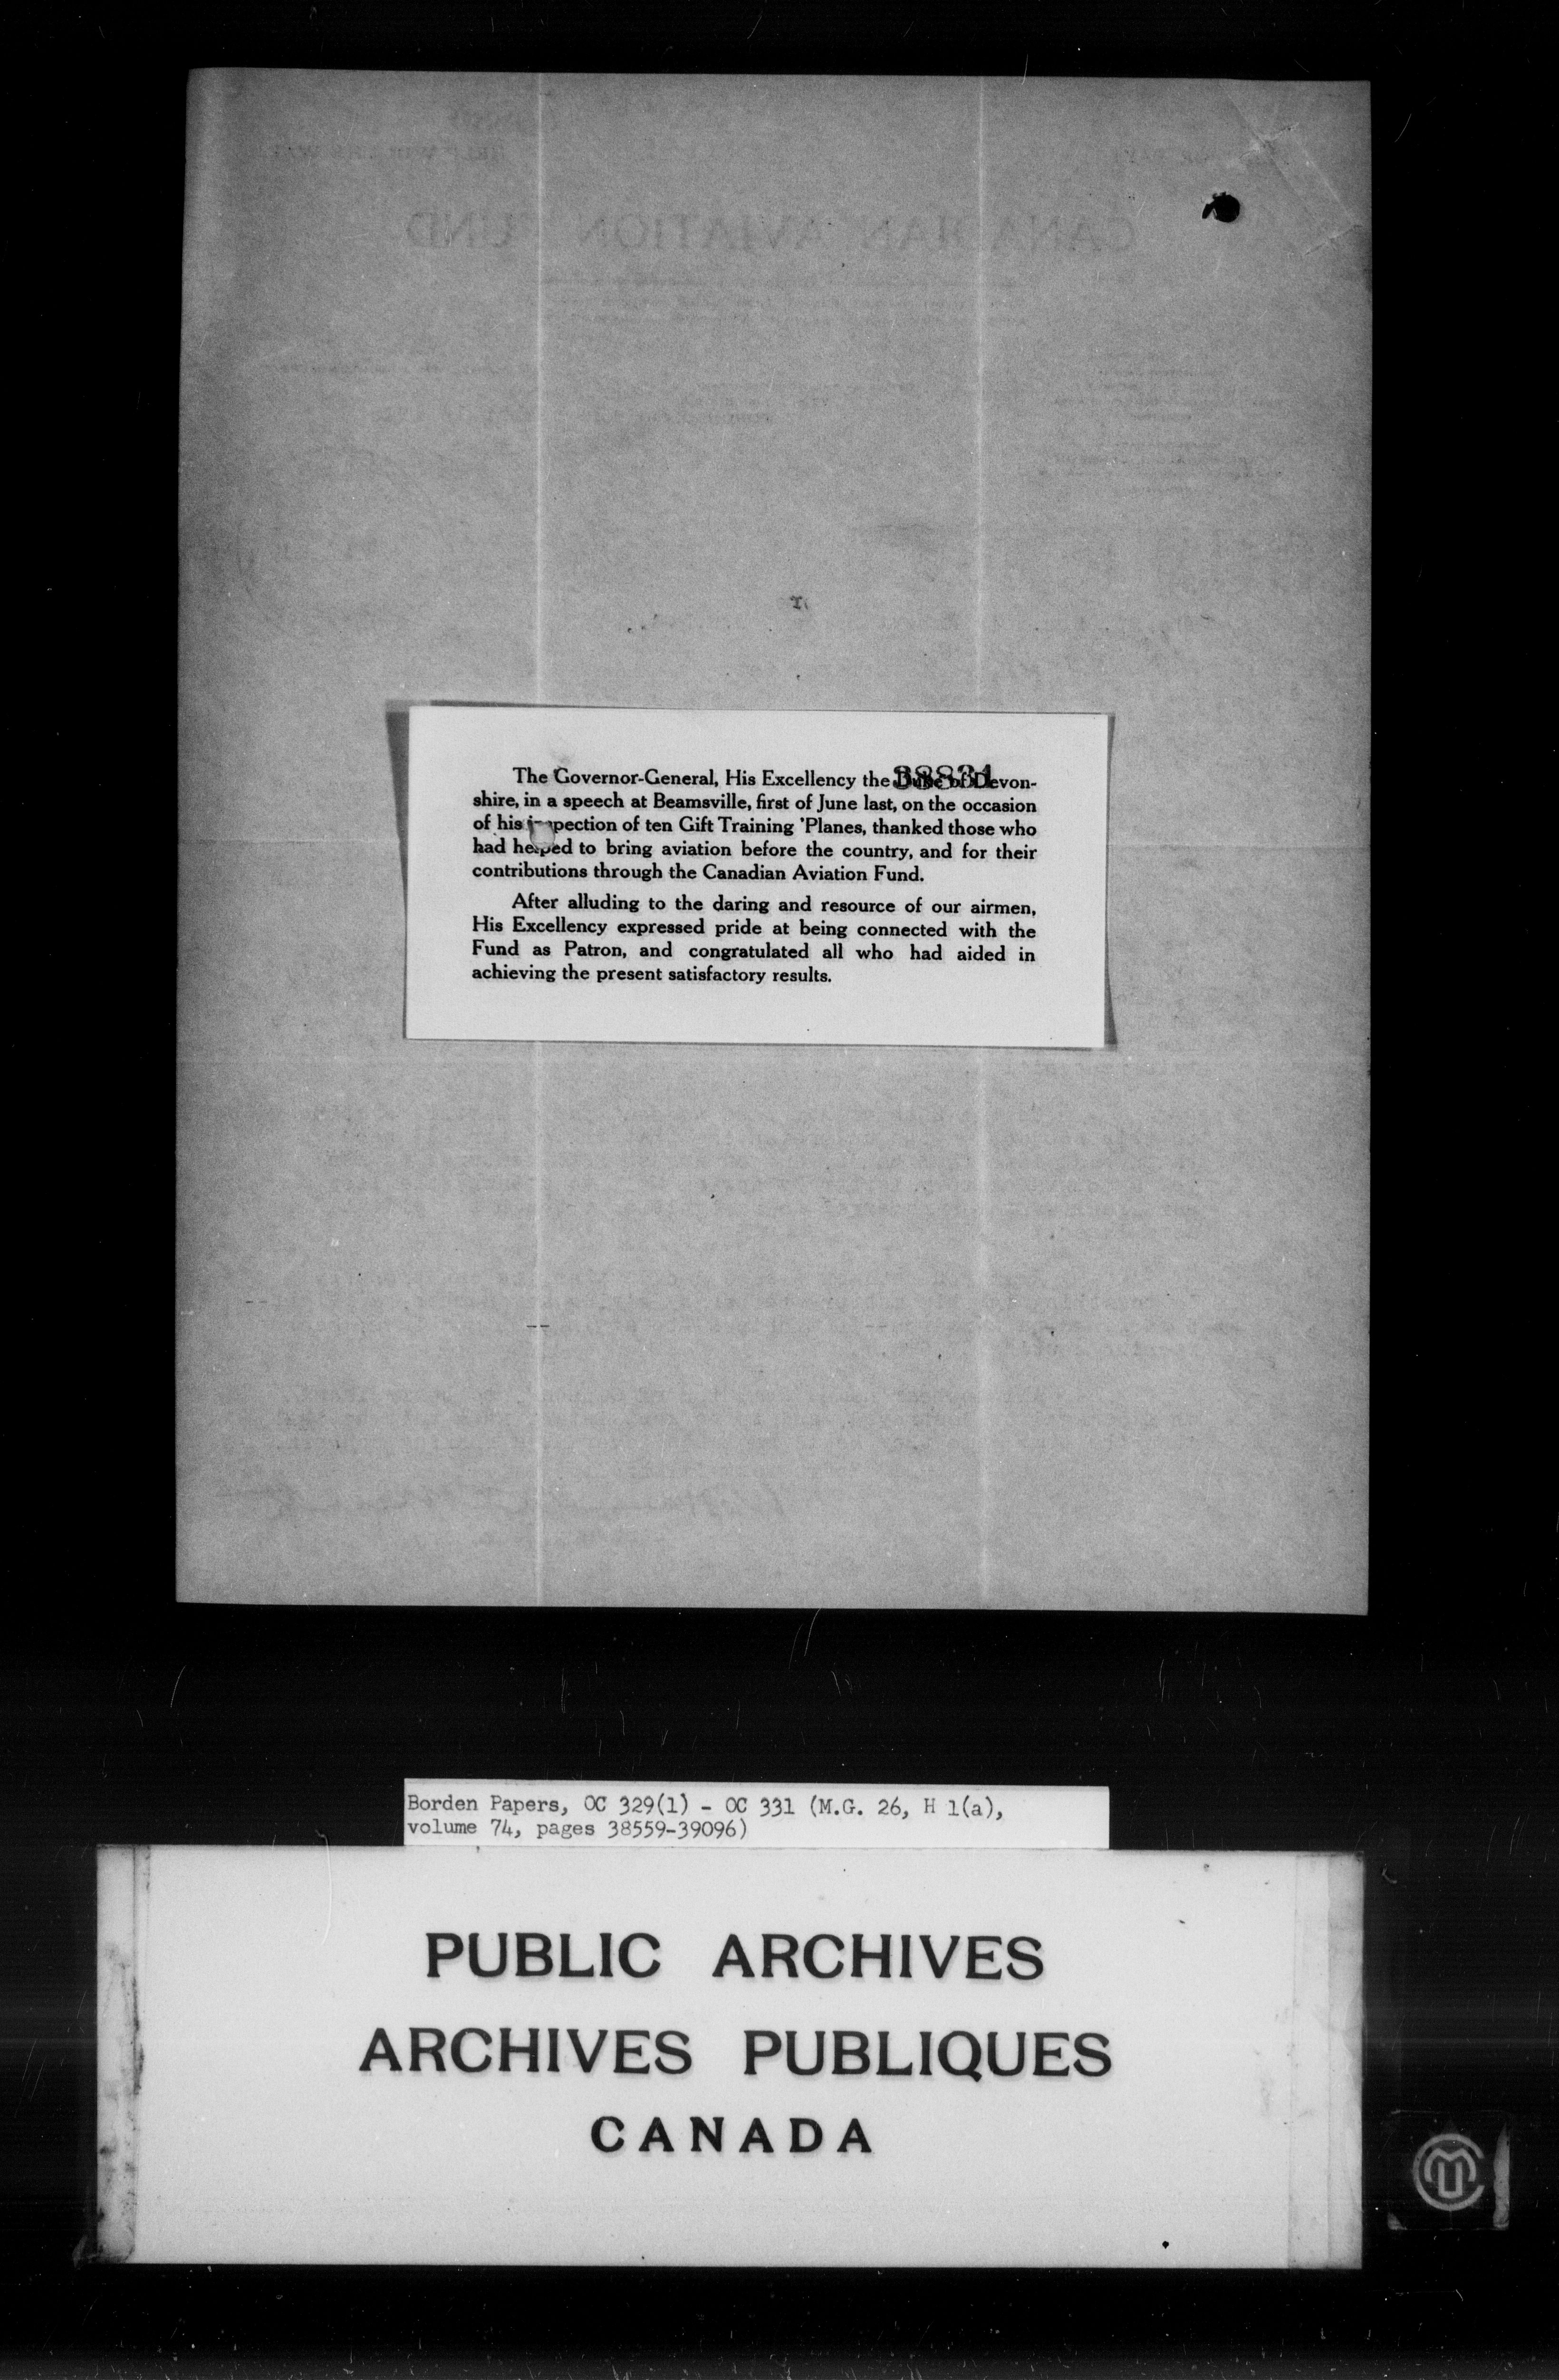 38831
The Governor-General, His Excellency the Duke of Devon-
shire, in a speech at Beamsville, first of June last, on the occasion
of his inspection of ten Gift Training 'Planes, thanked those who
had helped to bring aviation before the country, and for their
contributions through the Canadian Aviation Fund.
After alluding to the daring and resource of our airmen,
His Excellency expressed pride at being connected with the
Fund as Patron, and congratulated all who had aided in
achieving the present satisfactory results.
Borden Papers, OC 329(1) - OC 331 (M.G. 26, H 1(a),
volume 74, pages 38559-39096)
PUBLIC ARCHIVES
ARCHIVES PUBLIQUES
CANADA